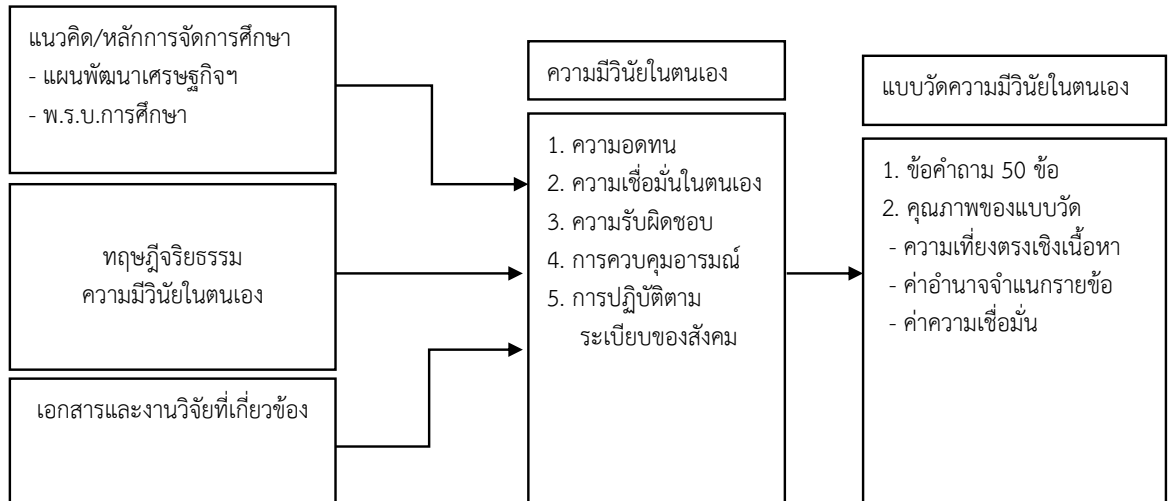 แนวคิด/หลักการจัดการศึกษา
- แผนพัฒนาเศรษฐกิจฯ
- พ.ร.บ.การศึกษา
ทฤษฎีจริยธรรม
ความมีวินัยในตนเอง
เอกสารและงานวิจัยที่เกี่ยวข้อง
ความมีวินัยในตนเอง
1. ความอดทน
2. ความเชื่อมั่นในตนเอง
3. ความรับผิดชอบ
4. การควบคุมอารมณ์
5. การปฏิบัติตาม
ระเบียบของสังคม
แบบวัดความมีวินัยในตนเอง
1. ข้อคำถาม 50 ข้อ
2. คุณภาพของแบบวัด
- ความเที่ยงตรงเชิงเนื้อหา
- ค่าอำนาจจำแนกรายข้อ
- ค่าความเชื่อมั่น